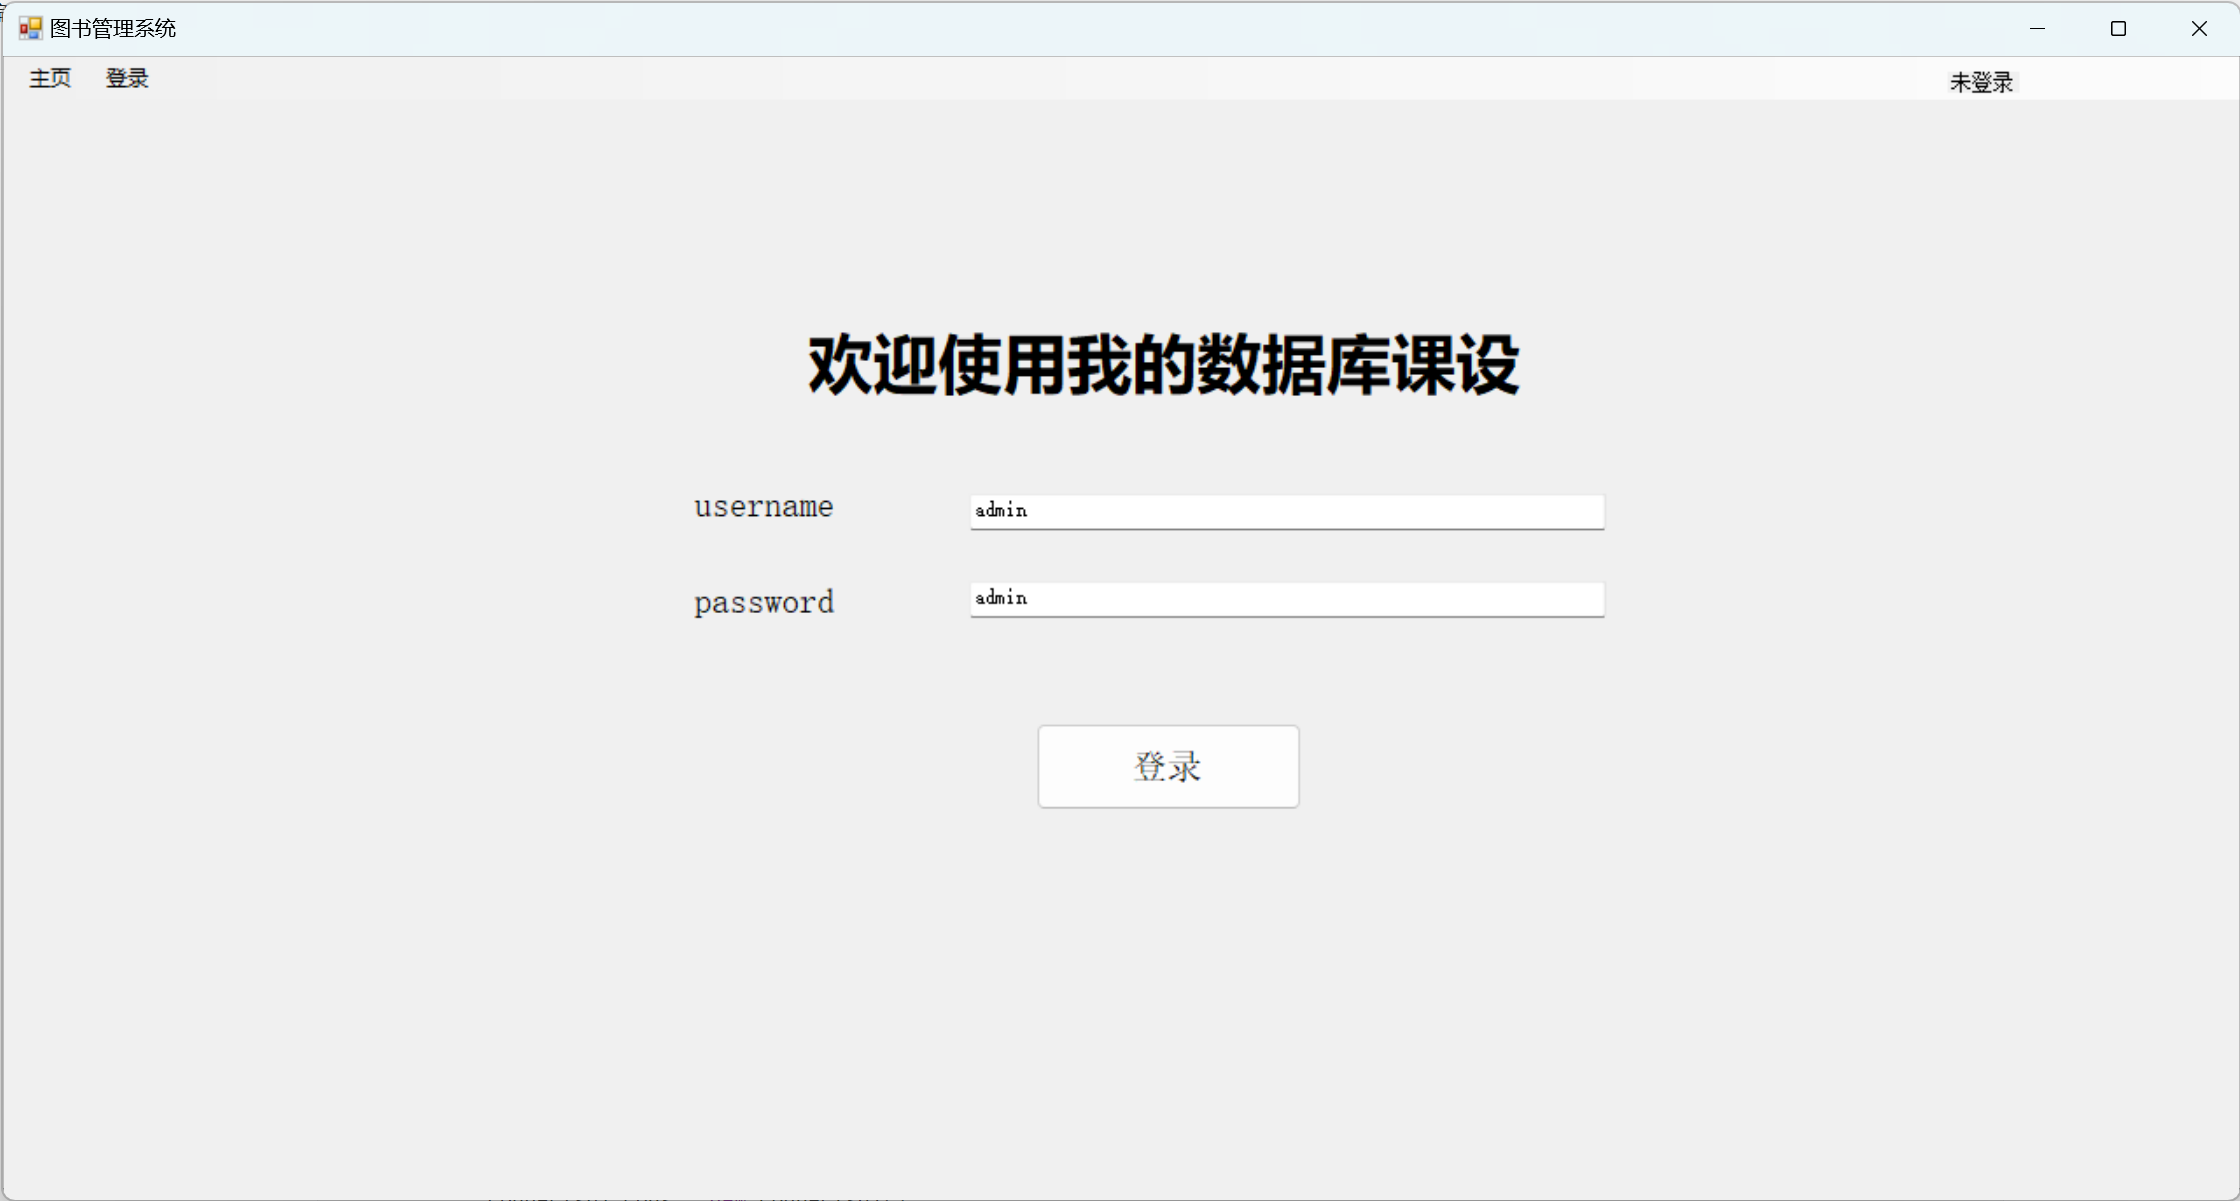 图书管理系统
主页 登录 未登录
欢迎使用我的数据库课设
username admin
password admin
登录